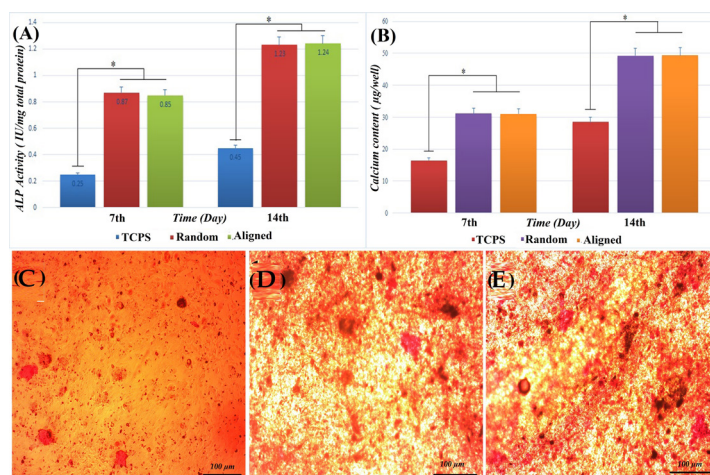 (A)
ALP Activity ( IU/mg total protein)
1.4
1.2
1
0.8
0.6
0.4
0.2
0
*
*
0.25
0.87
0.85
0.45
1.23
1.24
7th
Time (Day)
14th
TCPS
Random
Aligned
(B)
Calcium content ( µg/well)
60
50
40
30
20
10
0
*
*
7th
Time (Day)
14th
TCPS
Random
Aligned
(C)
100 µm
(D)
100 µm
(E)
100 µm